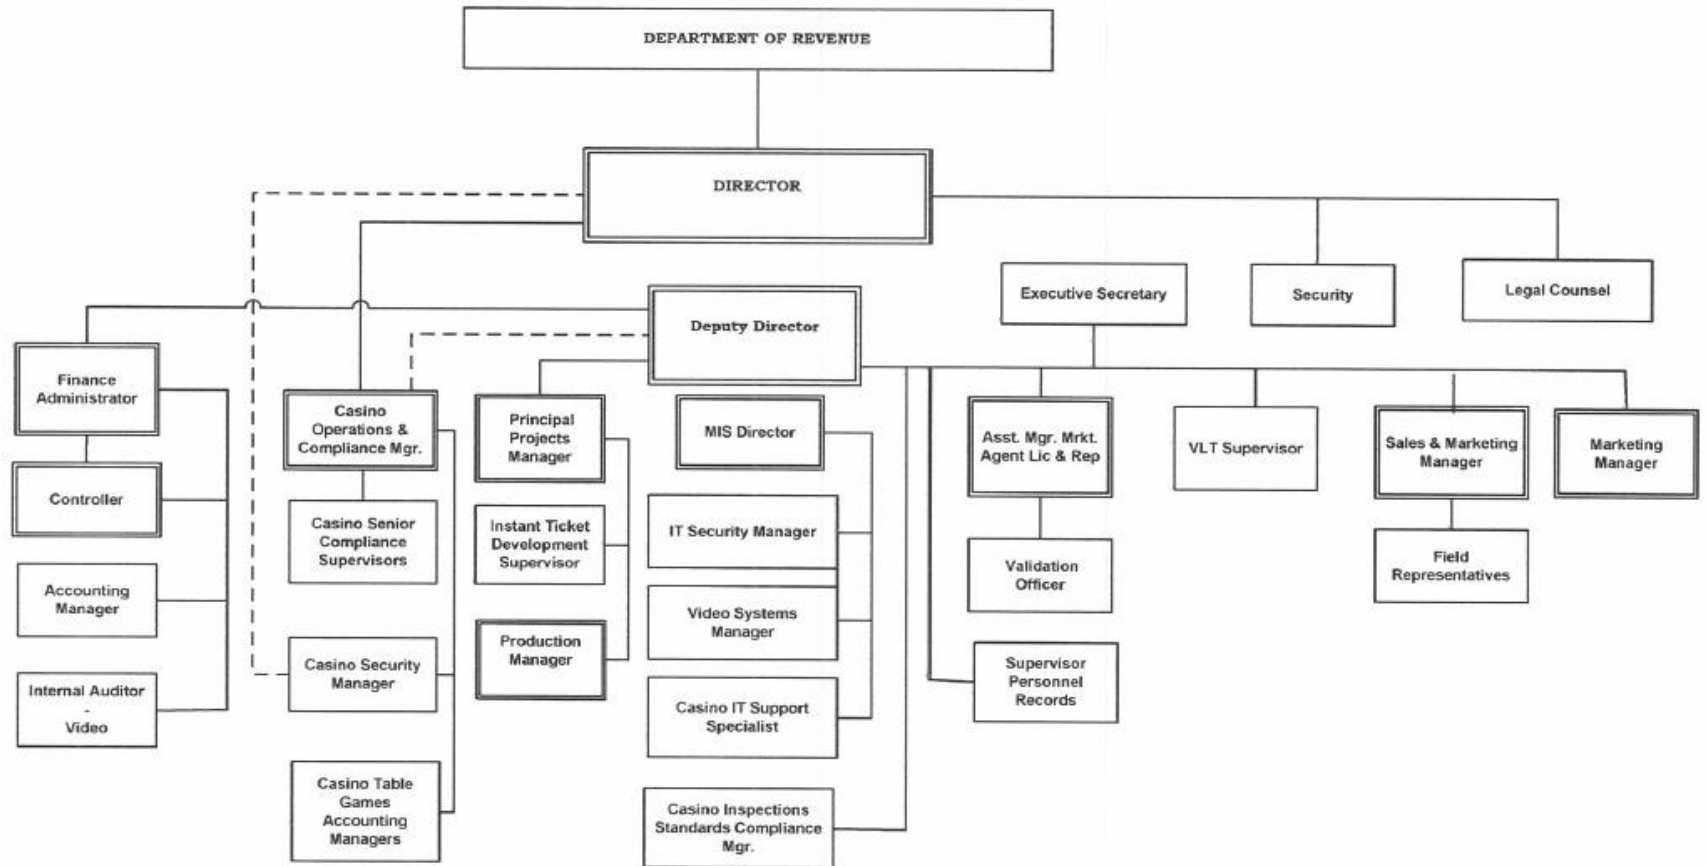 DEPARTMENT OF REVENUE
DIRECTOR
Executive Secretary
Security
Legal Counsel
Deputy Director
Finance
Administrator
Casino
Operations &
Compliance Mgr.
Principal
Projects
Manager
MIS Director
Asst. Mgr. Mrkt.
Agent Lic & Rep
VLT Supervisor
Sales & Marketing
Manager
Marketing
Manager
Controller
Casino Senior
Compliance
Supervisors
Instant Ticket
Development
Supervisor
IT Security Manager
Validation
Officer
Field
Representatives
Accounting
Manager
Video Systems
Manager
Casino Security
Manager
Production
Manager
Supervisor
Personnel
Records
Internal Auditor
-
Video
Casino IT Support
Specialist
Casino Table
Games
Accounting
Managers
Casino Inspections
Standards Compliance
Mgr.